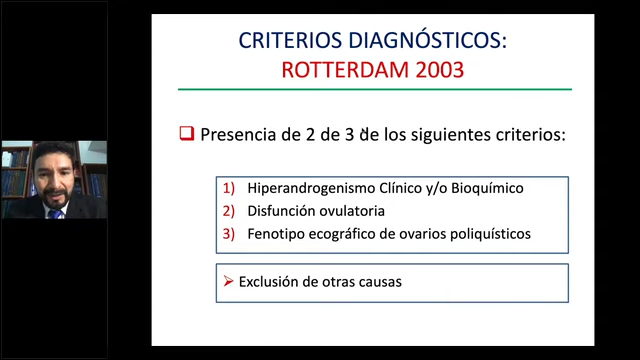 CRITERIOS DIAGNÓSTICOS:
ROTTERDAM 2003
Presencia de 2 de 3 de los siguientes criterios:
1) Hiperandrogenismo Clínico y/o Bioquímico
2) Disfunción ovulatoria
3) Fenotipo ecográfico de ovarios poliquísticos
Exclusión de otras causas